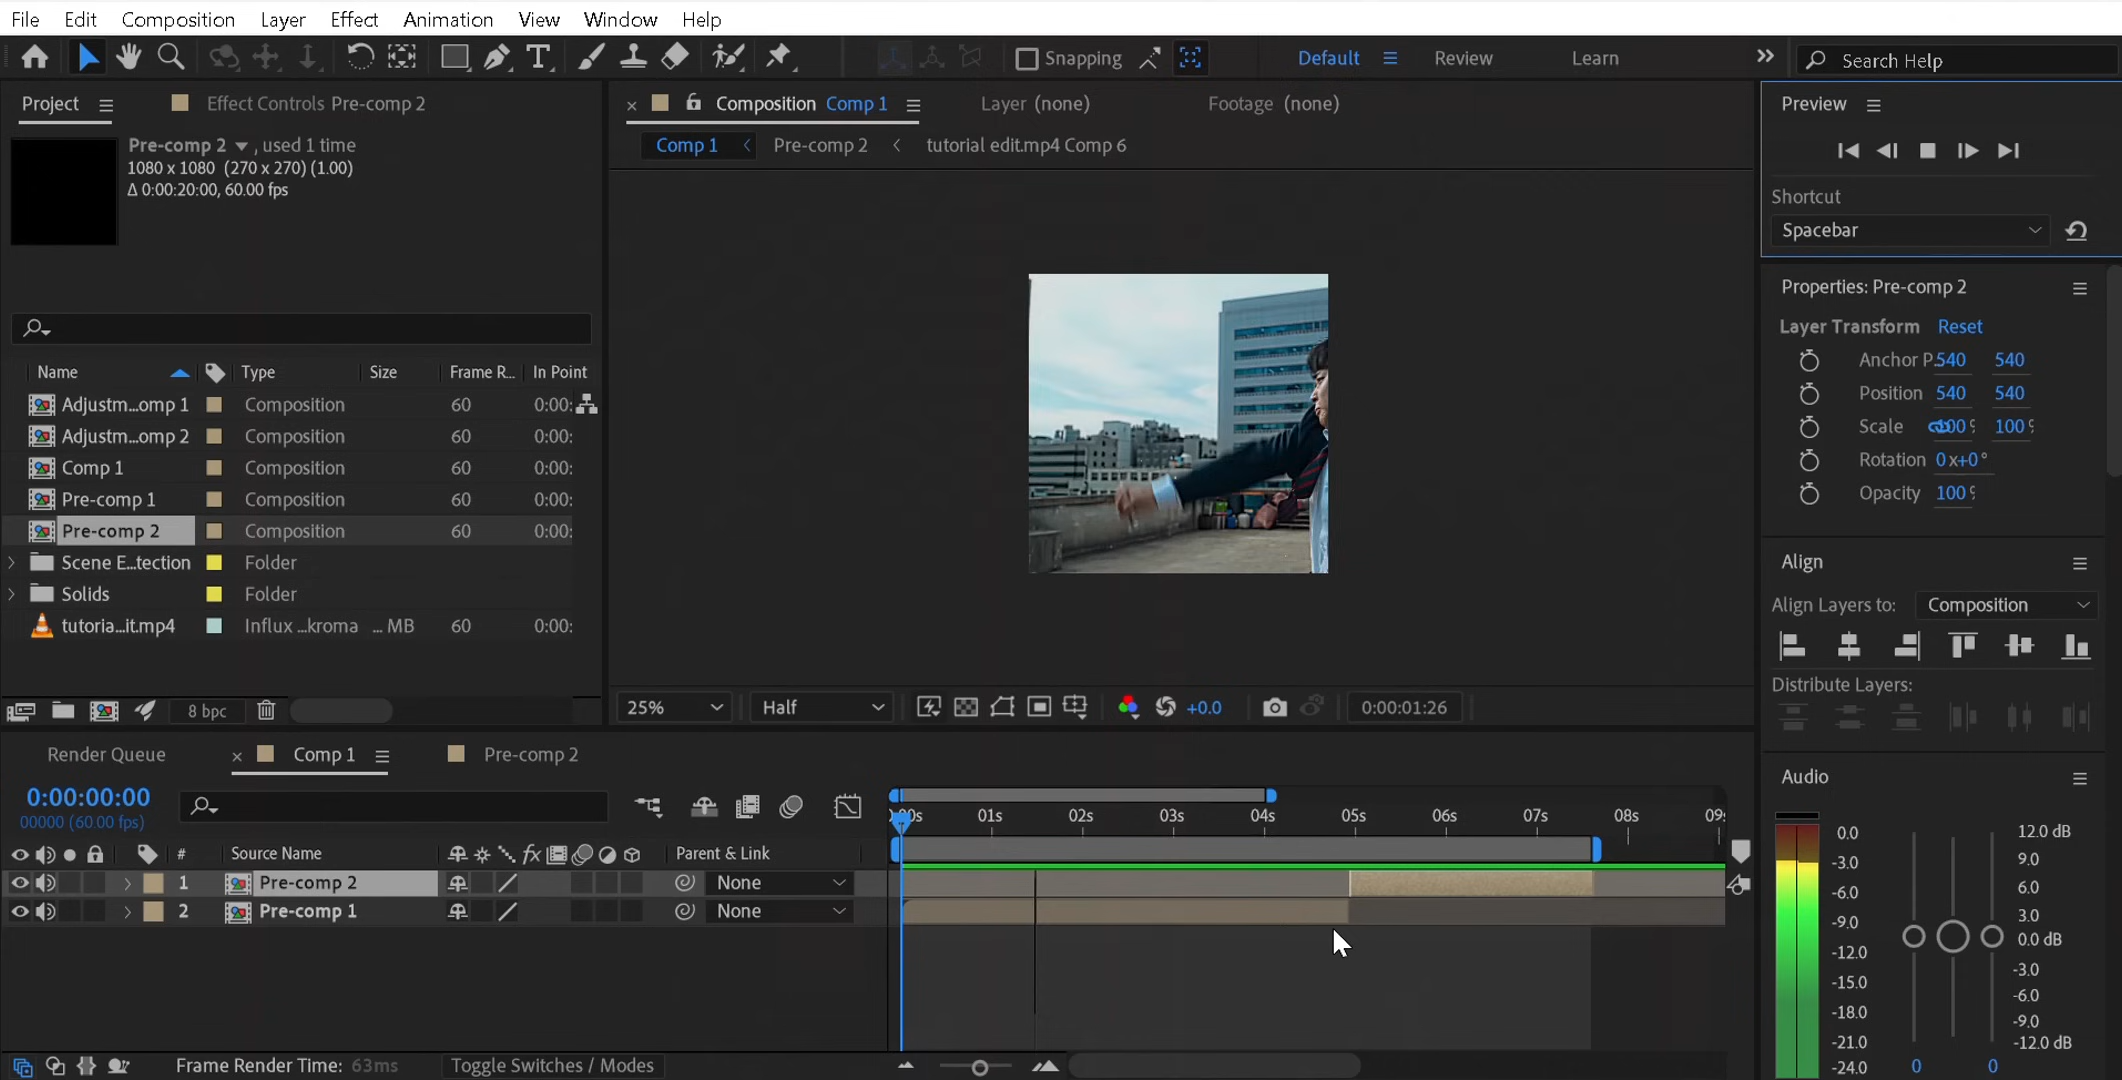 File Edit Composition Layer Effect Animation View Window Help
Snapping Default Review Learn Search Help
Project Effect Controls Pre-comp 2
Pre-comp 2 , used 1 time
1080 x 1080 (270 x 270) (1.00)
Δ 0:00:20:00, 60.00 fps
Name Type Size Frame R... In Point
Adjustm...omp 1 Composition 60 0:00:
Adjustm...omp 2 Composition 60 0:00:
Comp 1 Composition 60 0:00:
Pre-comp 1 Composition 60 0:00:
Pre-comp 2 Composition 60 0:00:
Scene E...tection Folder
Solids Folder
tutoria...it.mp4 Influx ...kroma ... MB 60 0:00:
8 bpc
Composition Comp 1 Layer (none) Footage (none)
Comp 1 Pre-comp 2 tutorial edit.mp4 Comp 6
25% Half +0.0 0:00:01:26
Preview
Shortcut
Spacebar
Properties: Pre-comp 2
Layer Transform Reset
Anchor P... 540 540
Position 540 540
Scale 100 100
Rotation 0x+0°
Opacity 100
Align
Align Layers to: Composition
Distribute Layers:
Audio
0.0 12.0 dB
-3.0 9.0
-6.0 6.0
-9.0 3.0
-12.0 0.0 dB
-15.0 -3.0
-18.0 -6.0
-21.0 -9.0
-24.0 -12.0 dB
0 0
Render Queue Comp 1 Pre-comp 2
0:00:00:00
00000 (60.00 fps)
01s 02s 03s 04s 05s 06s 07s 08s 09
# Source Name fx Parent & Link
1 Pre-comp 2 None
2 Pre-comp 1 None
Frame Render Time: 63ms Toggle Switches / Modes